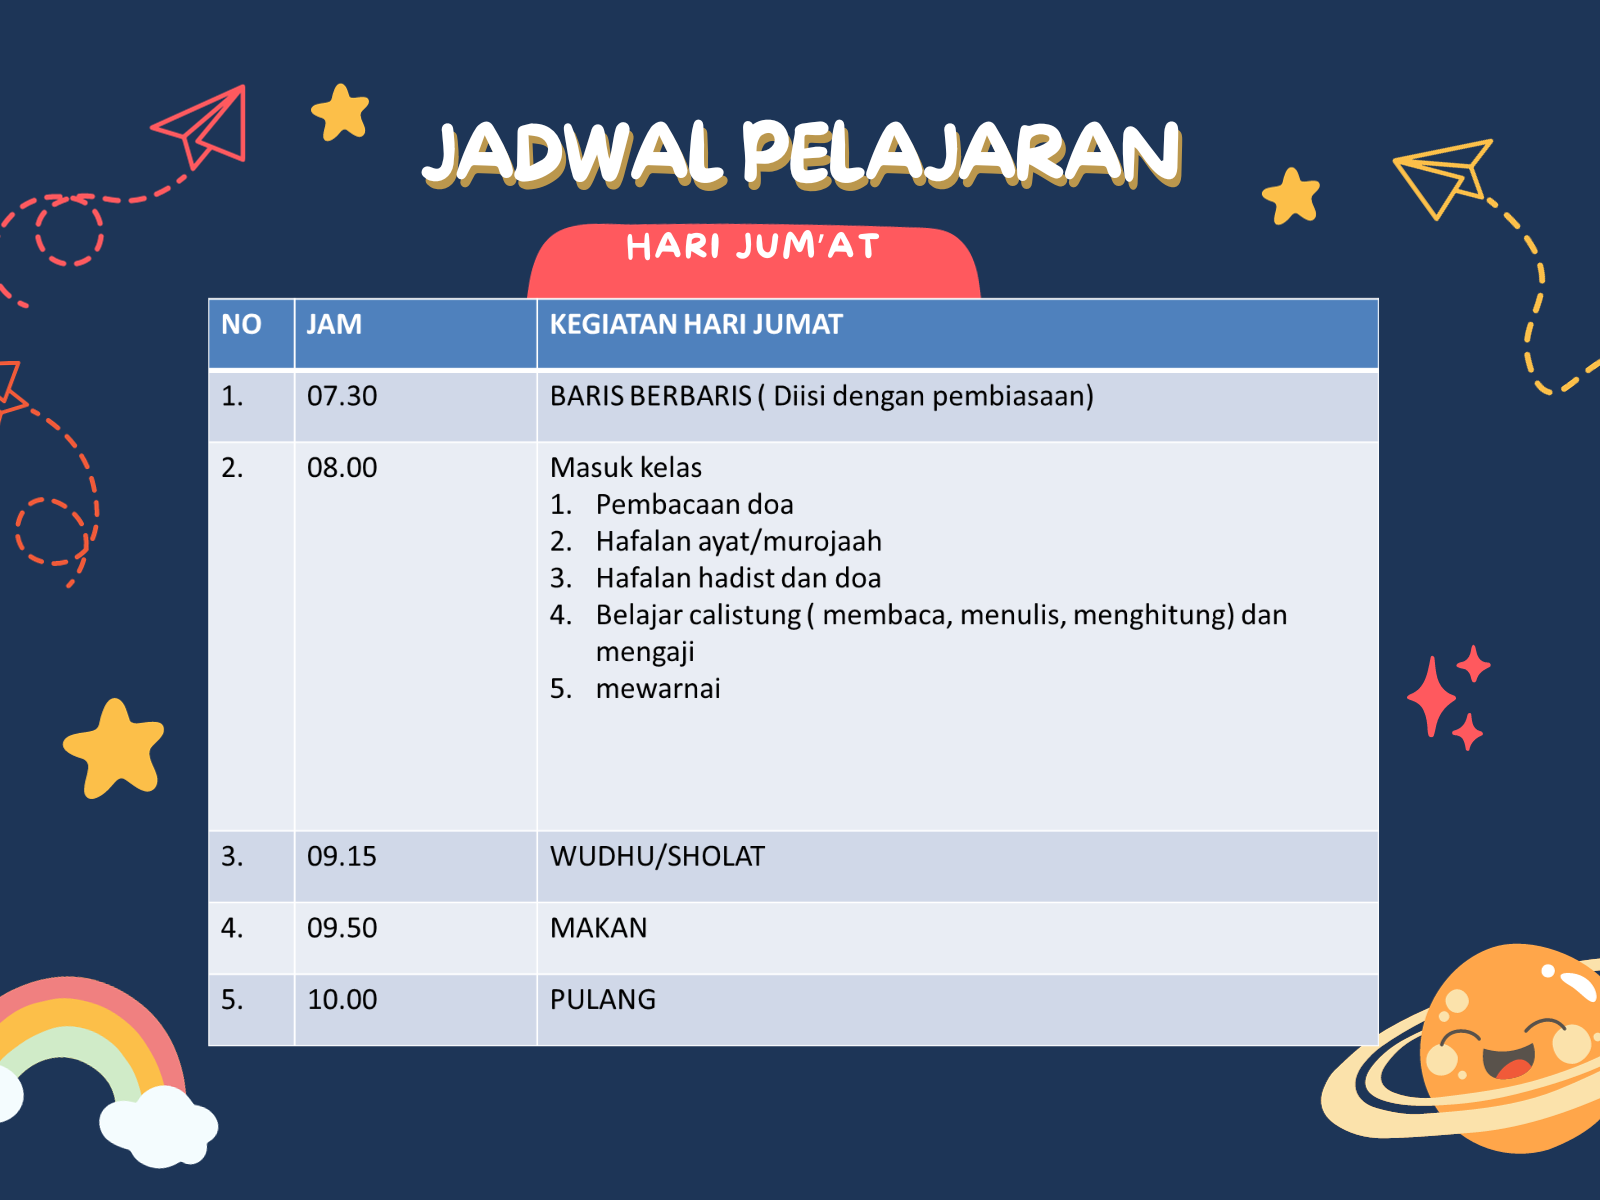 JADWAL PELAJARAN
HARI JUM'AT
NO JAM KEGIATAN HARI JUMAT
1. 07.30 BARIS BERBARIS ( Diisi dengan pembiasaan)
2. 08.00 Masuk kelas
1. Pembacaan doa
2. Hafalan ayat/murojaah
3. Hafalan hadist dan doa
4. Belajar calistung ( membaca, menulis, menghitung) dan
mengaji
5. mewarnai
3. 09.15 WUDHU/SHOLAT
4. 09.50 MAKAN
5. 10.00 PULANG